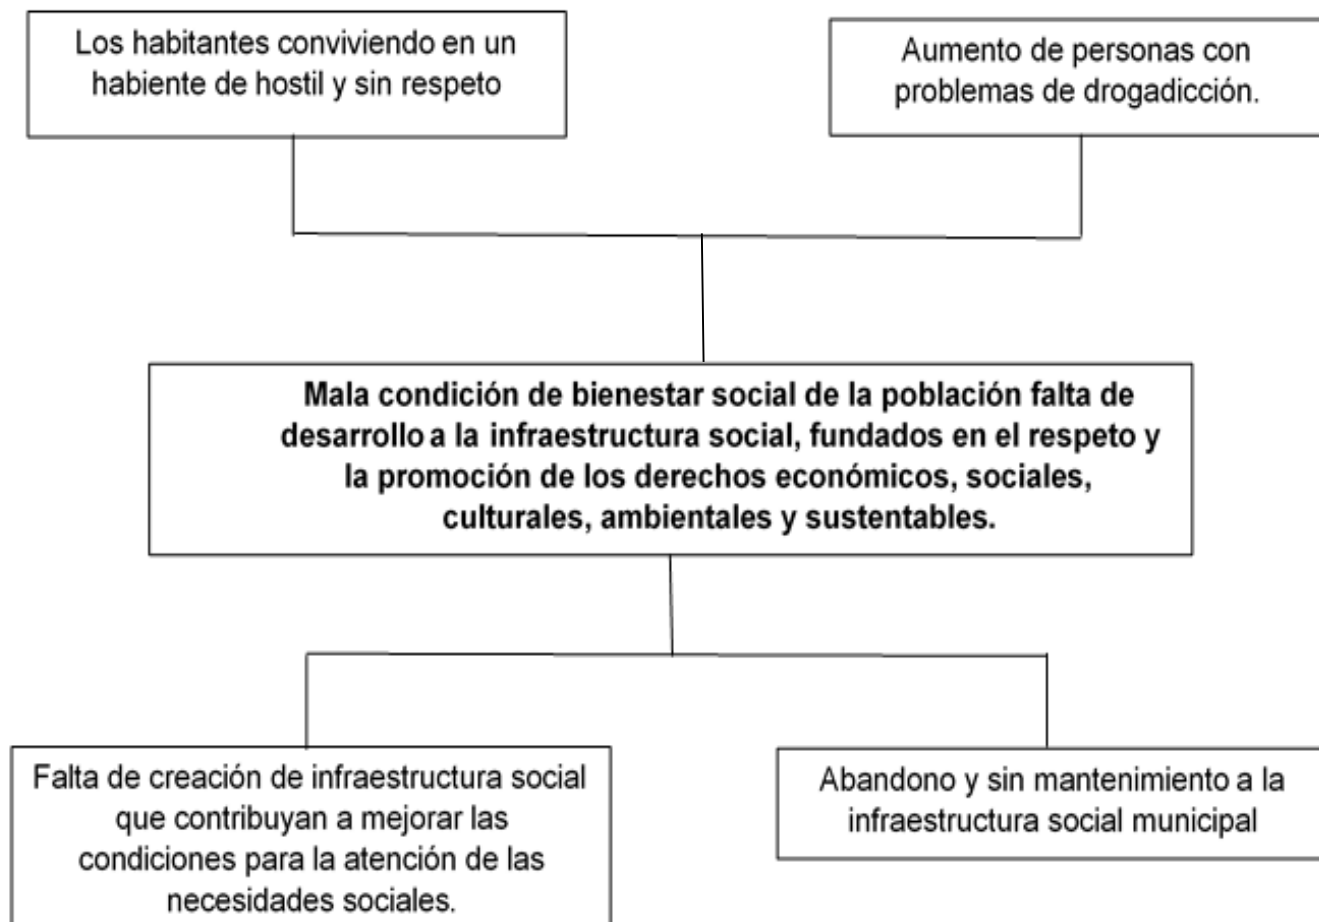 Los habitantes conviviendo en un
habiente de hostil y sin respeto
Aumento de personas con
problemas de drogadicción.
Mala condición de bienestar social de la población falta de
desarrollo a la infraestructura social, fundados en el respeto y
la promoción de los derechos económicos, sociales,
culturales, ambientales y sustentables.
Falta de creación de infraestructura social
que contribuyan a mejorar las
condiciones para la atención de las
necesidades sociales.
Abandono y sin mantenimiento a la
infraestructura social municipal